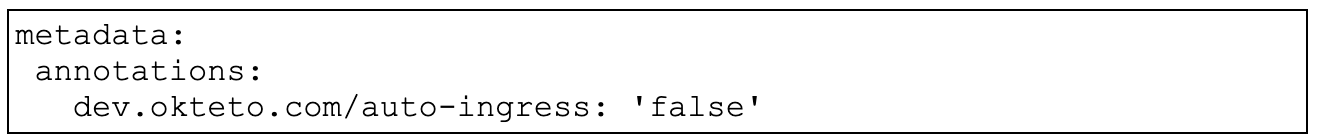 metadata:
 annotations:
   dev.okteto.com/auto-ingress: 'false'